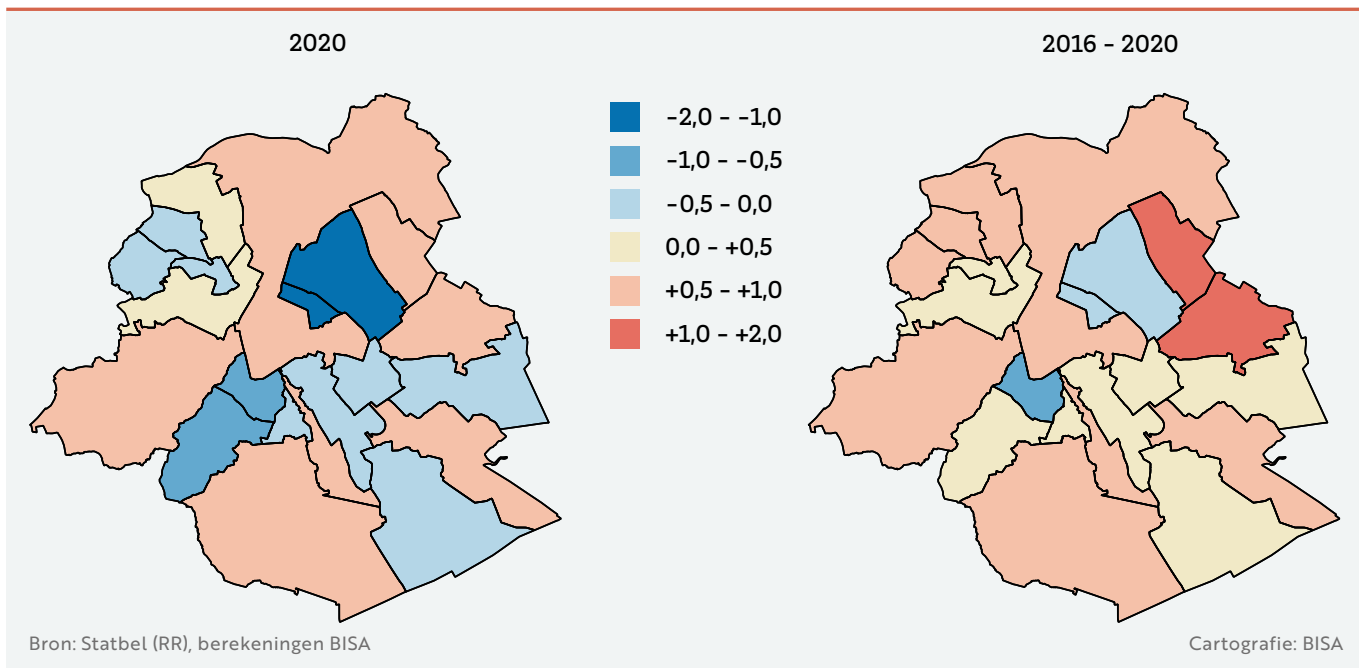 2020
2016 - 2020
-2,0 - -1,0
-1,0 - -0,5
-0,5 - 0,0
0,0 - +0,5
+0,5 - +1,0
+1,0 - +2,0
Bron: Statbel (RR), berekeningen BISA
Cartografie: BISA